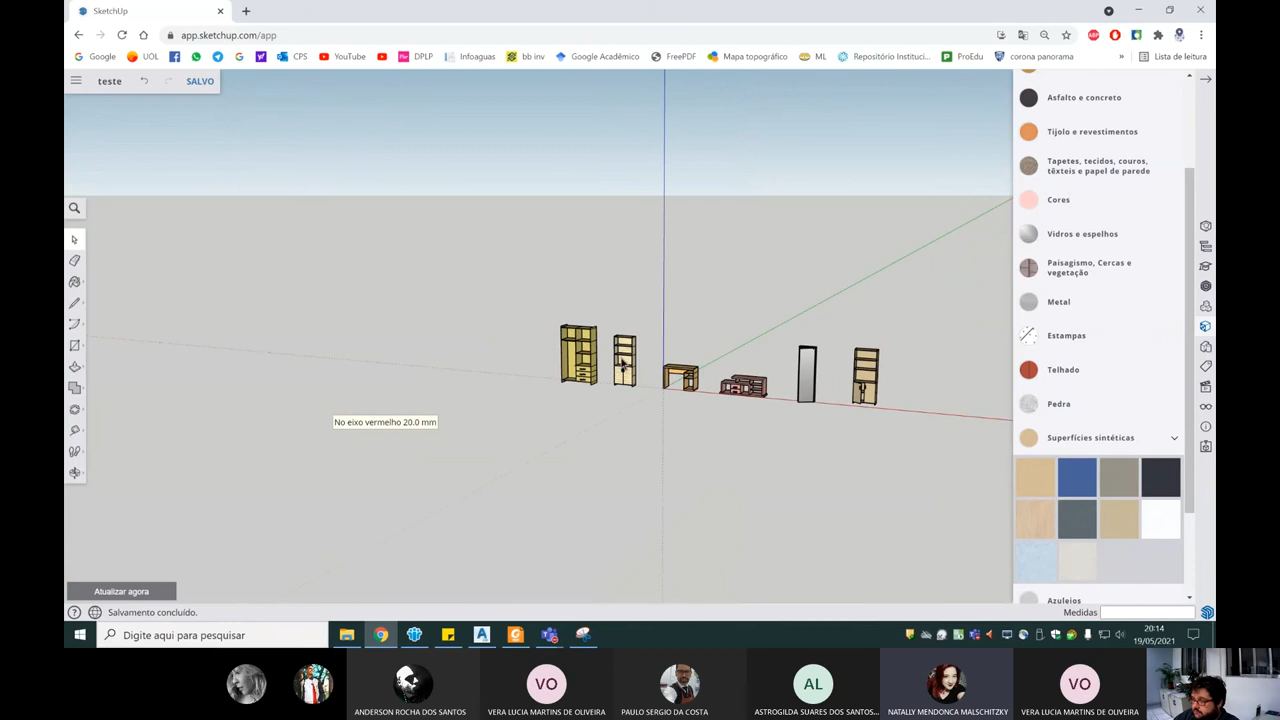 SketchUp
app.sketchup.com/app
Google
UOL
CPS
YouTube
DPLP
Infoaguas
bb inv
Google Acadêmico
FreePDF
Mapa topográfico
ML
Repositório Instituci...
ProEdu
corona panorama
»
Lista de leitura
teste
SALVO
Asfalto e concreto
Tijolo e revestimentos
Tapetes, tecidos, couros,
têxteis e papel de parede
Cores
Vidros e espelhos
Paisagismo, Cercas e
vegetação
Metal
Estampas
Telhado
Pedra
Superfícies sintéticas
Azulejos
No eixo vermelho 20.0 mm
Atualizar agora
Salvamento concluído.
Medidas
Digite aqui para pesquisar
20:14
19/05/2021
ANDERSON ROCHA DOS SANTOS
VO
VERA LUCIA MARTINS DE OLIVEIRA
PAULO SERGIO DA COSTA
AL
ASTROGILDA SUARES DOS SANTOS...
NATALLY MENDONCA MALSCHITZKY
VO
VERA LUCIA MARTINS DE OLIVEIRA